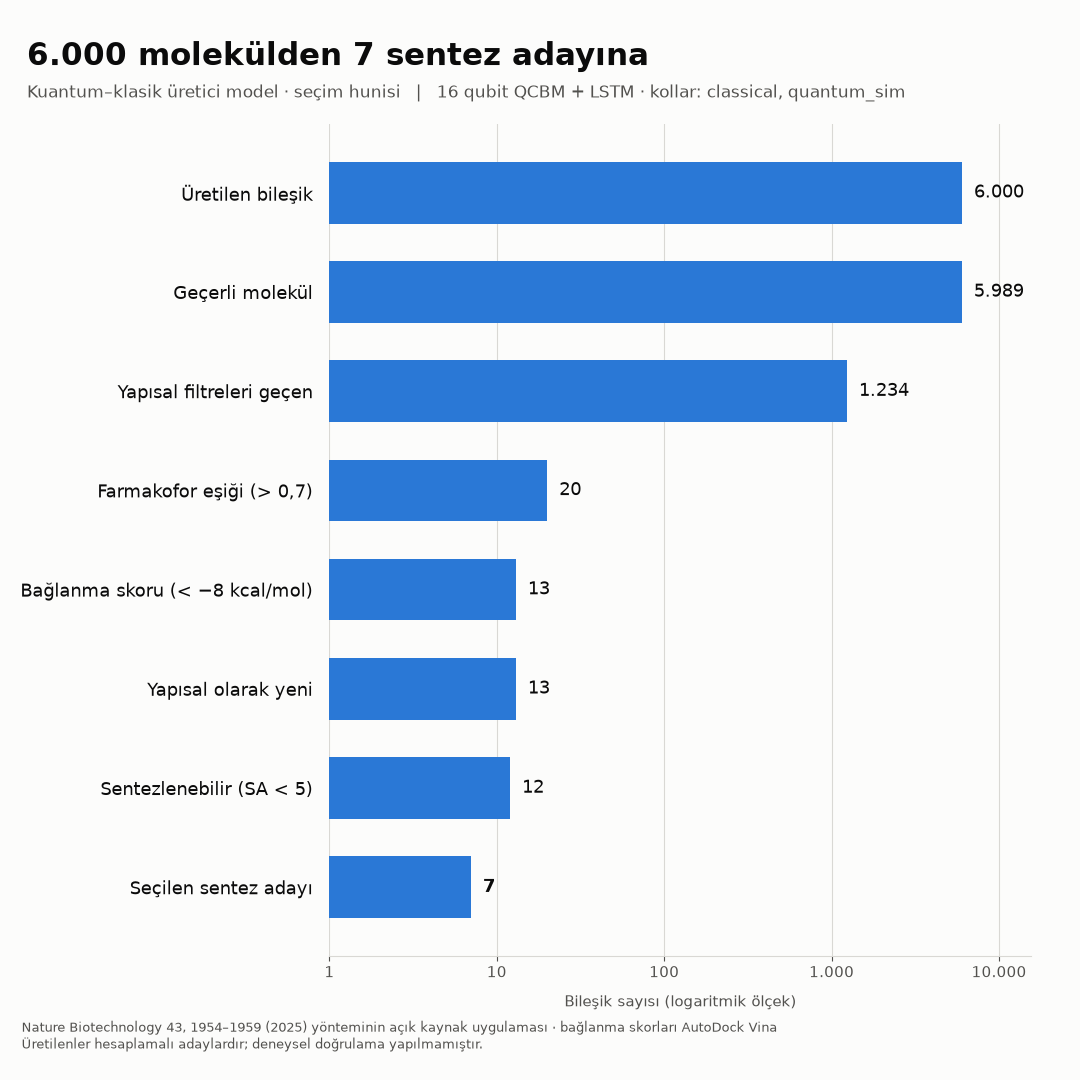 6.000 molekülden 7 sentez adayına
Kuantum–klasik üretici model · seçim hunisi | 16 qubit QCBM + LSTM · kollar: classical, quantum_sim
Üretilen bileşik 6.000
Geçerli molekül 5.989
Yapısal filtreleri geçen 1.234
Farmakofor eşiği (> 0,7) 20
Bağlanma skoru (< −8 kcal/mol) 13
Yapısal olarak yeni 13
Sentezlenebilir (SA < 5) 12
Seçilen sentez adayı 7
1 10 100 1.000 10.000
Bileşik sayısı (logaritmik ölçek)
Nature Biotechnology 43, 1954–1959 (2025) yönteminin açık kaynak uygulaması · bağlanma skorları AutoDock Vina
Üretilenler hesaplamalı adaylardır; deneysel doğrulama yapılmamıştır.